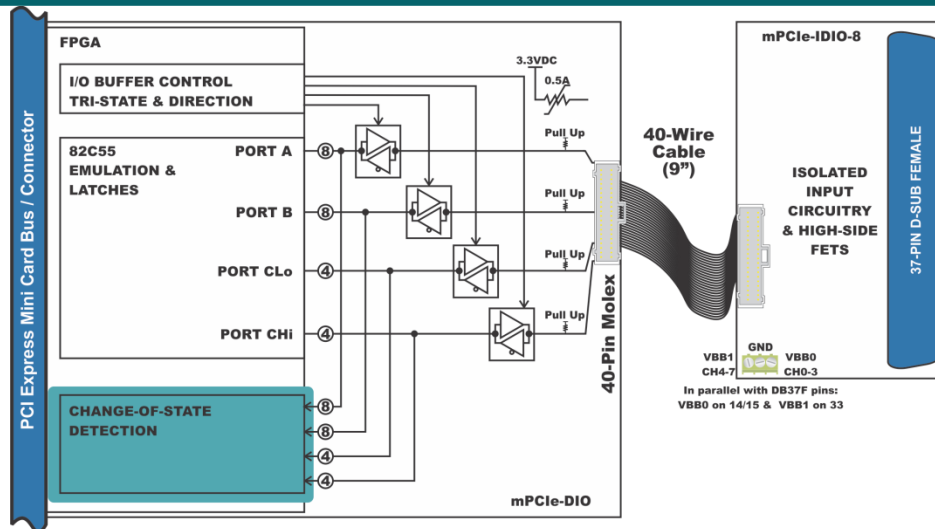 PCI Express Mini Card Bus / Connector
FPGA
I/O BUFFER CONTROL
TRI-STATE & DIRECTION
82C55
EMULATION &
LATCHES
PORT A
8
PORT B
8
PORT CLo
4
PORT CHi
4
CHANGE-OF-STATE
DETECTION
8
8
4
4
3.3VDC
0.5A
Pull Up
Pull Up
Pull Up
Pull Up
mPCIe-DIO
40-Pin Molex
40-Wire
Cable
(9")
mPCIe-IDIO-8
ISOLATED
INPUT
CIRCUITRY
& HIGH-SIDE
FETS
37-PIN D-SUB FEMALE
GND
VBB1
CH4-7
VBB0
CH0-3
In parallel with DB37F pins:
VBB0 on 14/15 & VBB1 on 33